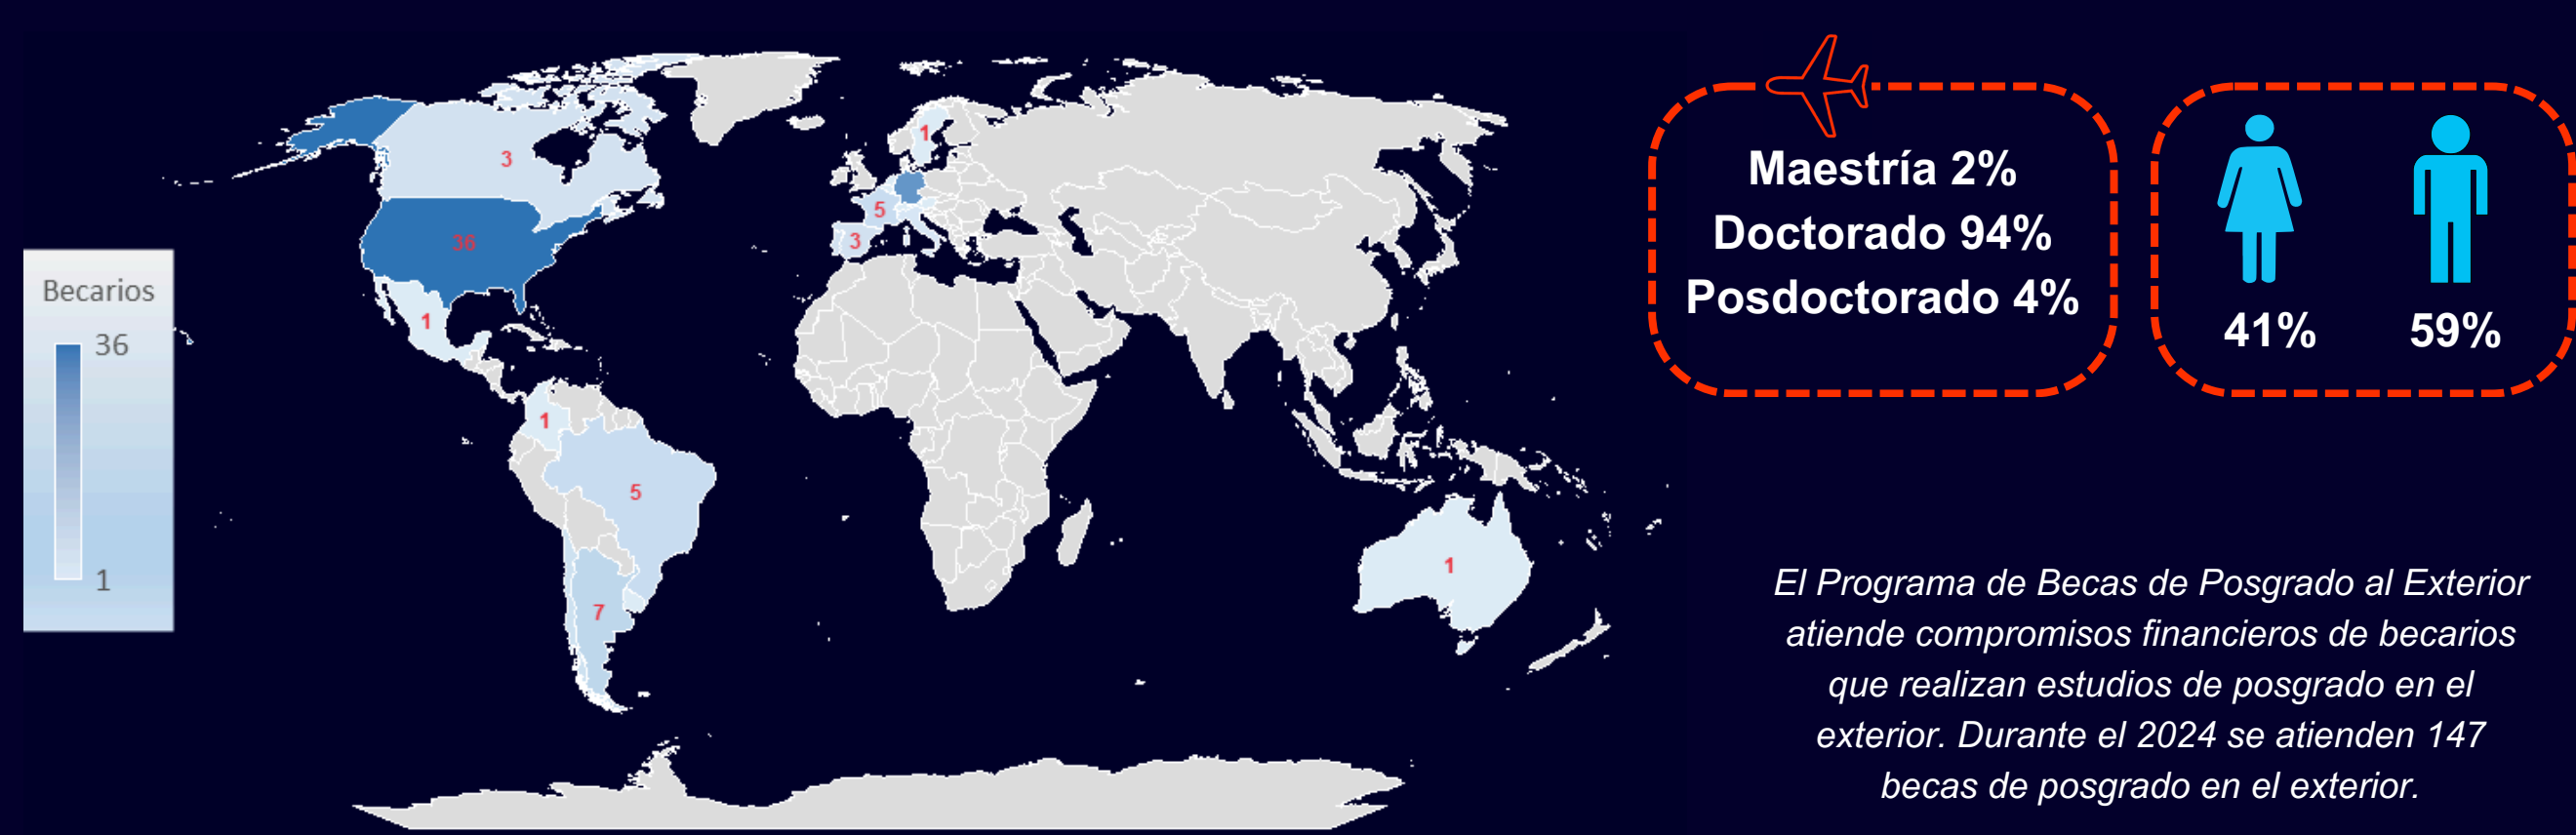 Becarios
36
1
3
36
1
1
5
7
1
5
3
1
Maestría 2%
Doctorado 94%
Posdoctorado 4%
41% 59%
El Programa de Becas de Posgrado al Exterior
atiende compromisos financieros de becarios
que realizan estudios de posgrado en el
exterior. Durante el 2024 se atienden 147
becas de posgrado en el exterior.